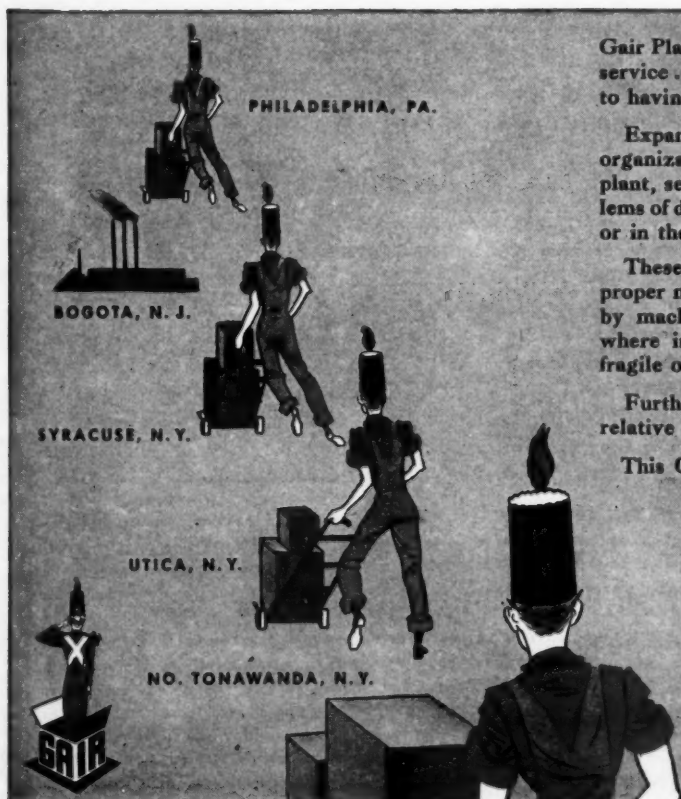 PHILADELPHIA, PA.
BOGOTA, N. J.
SYRACUSE, N. Y.
UTICA, N. Y.
NO. TONAWANDA, N. Y.
GAIR
Gair Pla
service .
to havin
Expan
organiza
plant, se
lems of d
or in the
These
proper m
by mach
where i
fragile o
Furth
relative
This